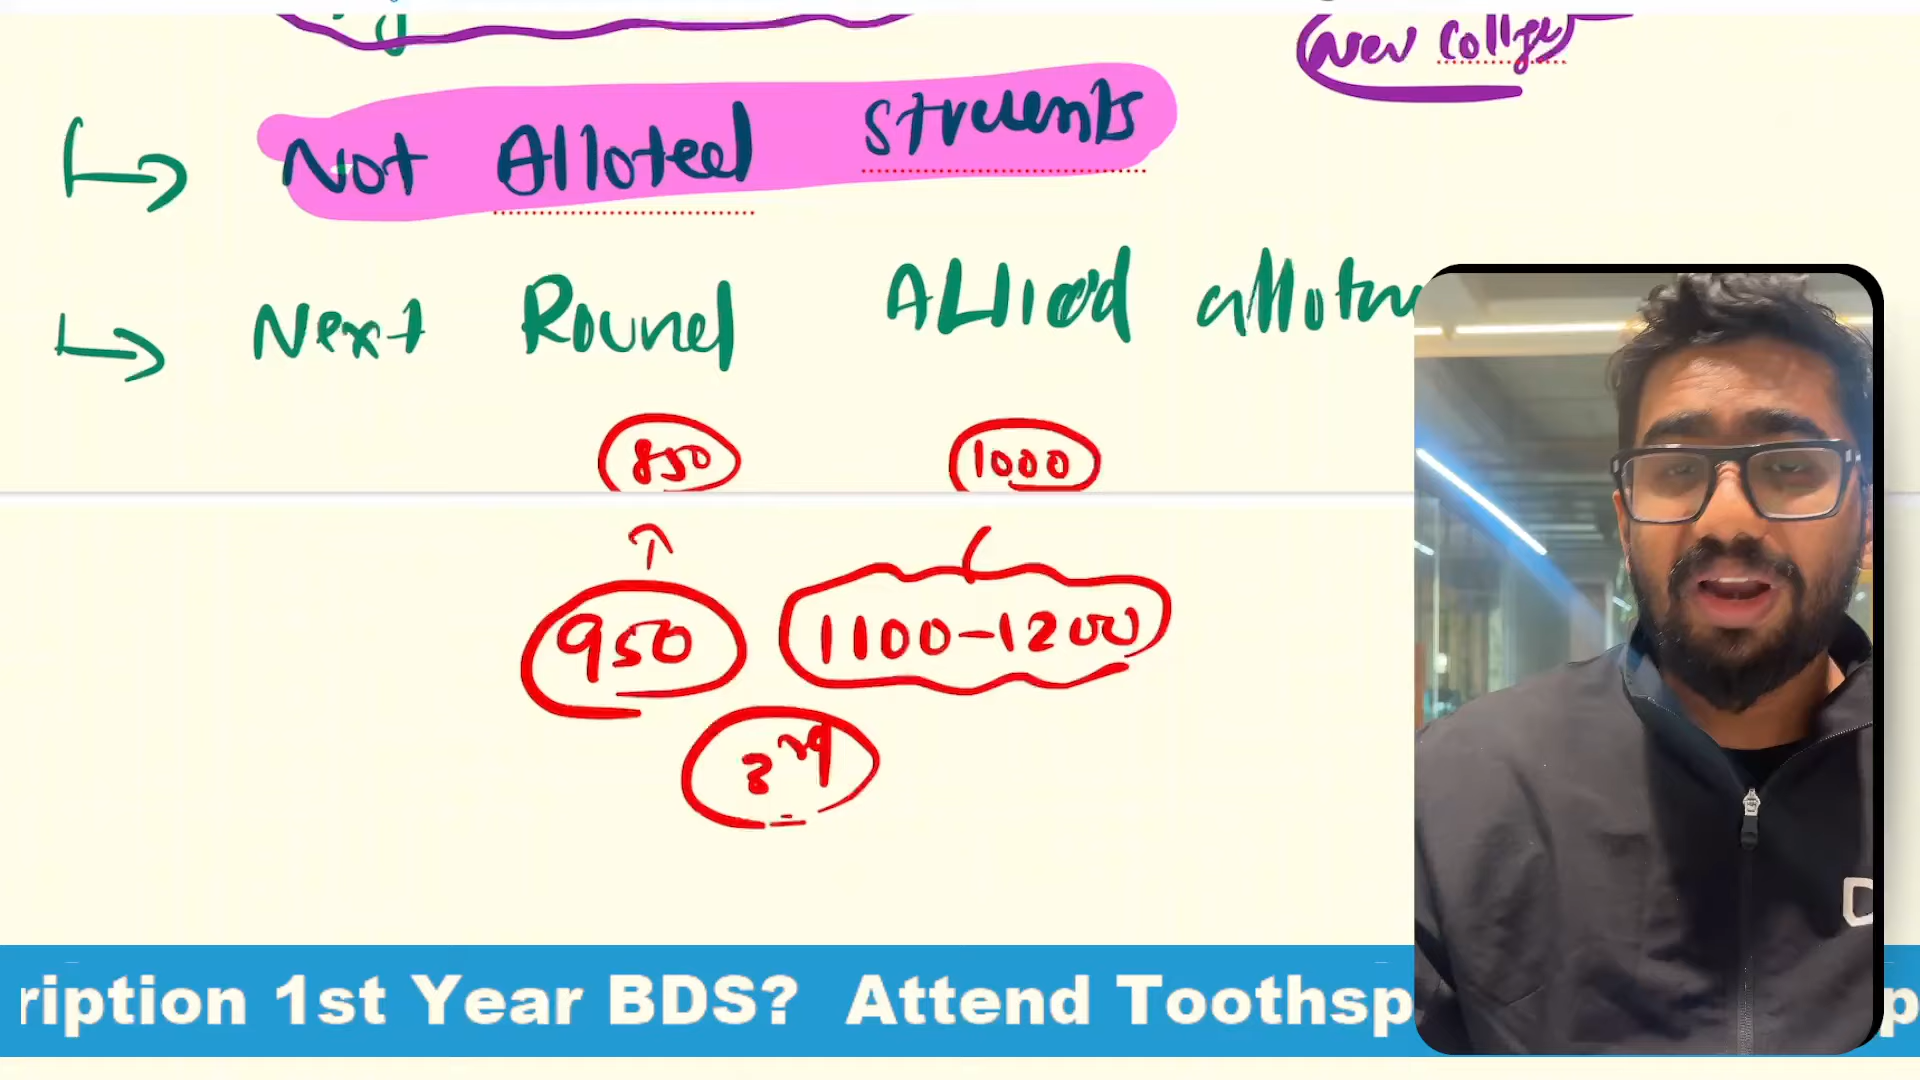 New College
Not Alloted Students
Next Round ALLIED allotm
850 1000
950 1100-1200
3rd
ription 1st Year BDS? Attend Toothsp
p